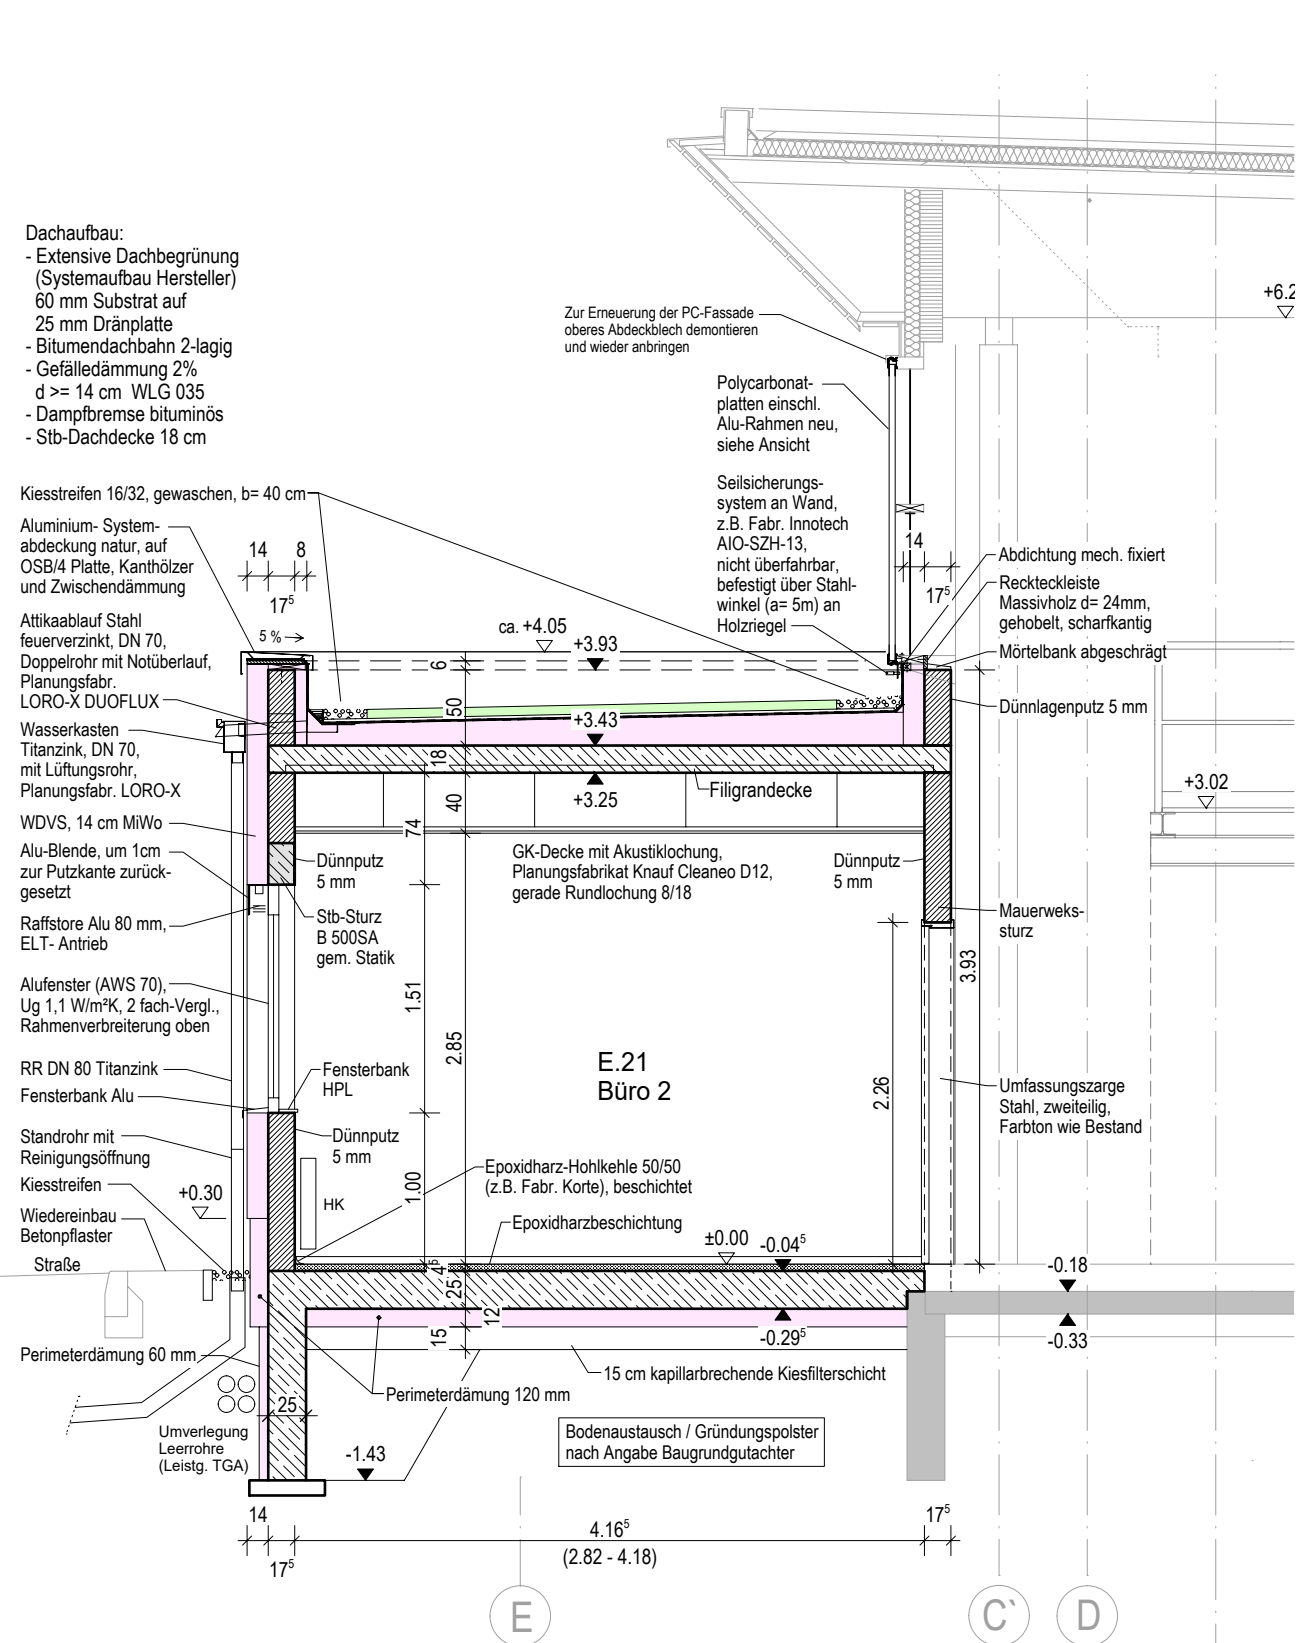 Dachaufbau:
- Extensive Dachbegrünung
(Systemaufbau Hersteller)
60 mm Substrat auf
25 mm Dränplatte
- Bitumendachbahn 2-lagig
- Gefälledämmung 2%
d >= 14 cm WLG 035
- Dampfbremse bituminös
- Stb-Dachdecke 18 cm
Zur Erneuerung der PC-Fassade
oberes Abdeckblech demontieren
und wieder anbringen
+6.2
Polycarbonat-
platten einschl.
Alu-Rahmen neu,
siehe Ansicht
Seilsicherungs-
system an Wand,
z.B. Fabr. Innotech
AIO-SZH-13,
nicht überfahrbar,
befestigt über Stahl-
winkel (a= 5m) an
Holzriegel
Kiesstreifen 16/32, gewaschen, b= 40 cm
Aluminium- System-
abdeckung natur, auf
OSB/4 Platte, Kanthölzer
und Zwischendämmung
14
8
17⁵
5 %
Attikaablauf Stahl
feuerverzinkt, DN 70,
Doppelrohr mit Notüberlauf,
Planungsfabr.
LORO-X DUOFLUX
Wasserkasten
Titanzink, DN 70,
mit Lüftungsrohr,
Planungsfabr. LORO-X
WDVS, 14 cm MiWo
Alu-Blende, um 1cm
zur Putzkante zurück-
gesetzt
Raffstore Alu 80 mm,
ELT- Antrieb
Alufenster (AWS 70),
Ug 1,1 W/m²K, 2 fach-Vergl.,
Rahmenverbreiterung oben
RR DN 80 Titanzink
Fensterbank Alu
Standrohr mit
Reinigungsöffnung
Kiesstreifen
Wiedereinbau
Betonpflaster
Straße
+0.30
ca. +4.05
+3.93
6
50
+3.43
18
+3.25
40
74
Filigrandecke
14
17⁵
Abdichtung mech. fixiert
Reckteckleiste
Massivholz d= 24mm,
gehobelt, scharfkantig
Mörtelbank abgeschrägt
Dünnlagenputz 5 mm
+3.02
Dünnputz
5 mm
GK-Decke mit Akustiklochung,
Planungsfabrikat Knauf Cleaneo D12,
gerade Rundlochung 8/18
Dünnputz
5 mm
Stb-Sturz
B 500SA
gem. Statik
Mauerweks-
sturz
3.93
1.51
2.85
E.21
Büro 2
2.26
Fensterbank
HPL
Dünnputz
5 mm
1.00
HK
Umfassungszarge
Stahl, zweiteilig,
Farbton wie Bestand
Epoxidharz-Hohlkehle 50/50
(z.B. Fabr. Korte), beschichtet
Epoxidharzbeschichtung
±0.00
-0.04⁵
4⁵
25
12
15
-0.29⁵
-0.18
-0.33
Perimeterdämung 60 mm
15 cm kapillarbrechende Kiesfilterschicht
Perimeterdämung 120 mm
25
Umverlegung
Leerrohre
(Leistg. TGA)
-1.43
Bodenaustausch / Gründungspolster
nach Angabe Baugrundgutachter
14
17⁵
4.16⁵
(2.82 - 4.18)
17⁵
E
C`
D